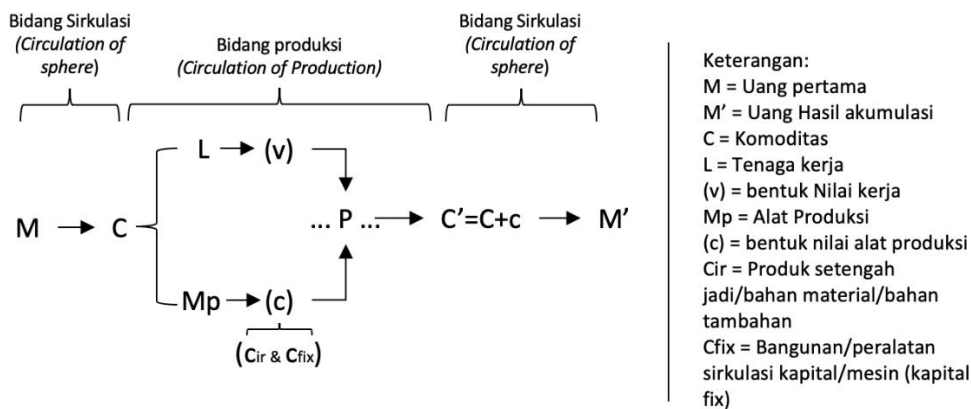 Bidang Sirkulasi
(Circulation of
sphere)
Bidang produksi
(Circulation of Production)
Bidang Sirkulasi
(Circulation of
sphere)
L → (v)
M → C
... P ... → C’=C+c → M’
Mp → (c)
(Cir & Cfix)
Keterangan:
M = Uang pertama
M’ = Uang Hasil akumulasi
C = Komoditas
L = Tenaga kerja
(v) = bentuk Nilai kerja
Mp = Alat Produksi
(c) = bentuk nilai alat produksi
Cir = Produk setengah
jadi/bahan material/bahan
tambahan
Cfix = Bangunan/peralatan
sirkulasi kapital/mesin (kapital
fix)